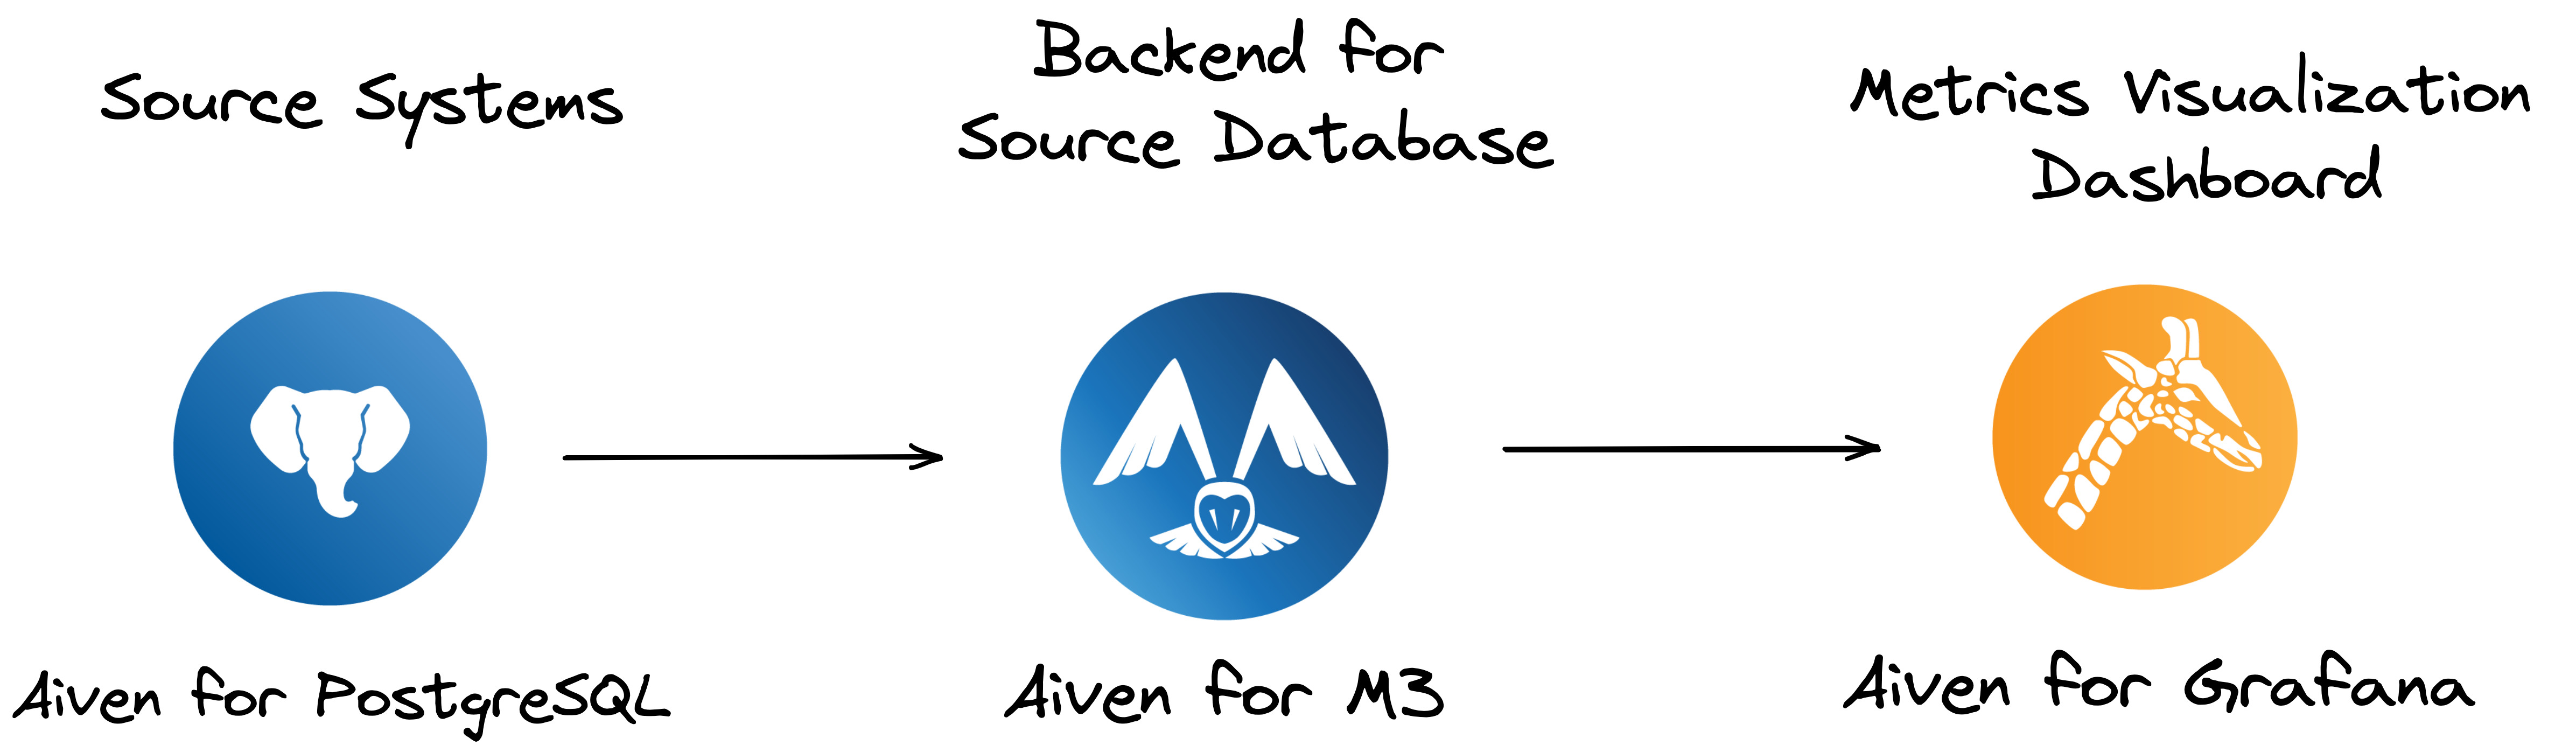 Source Systems
Backend for
Source Database
Metrics Visualization
Dashboard
Aiven for PostgreSQL
Aiven for M3
Aiven for Grafana